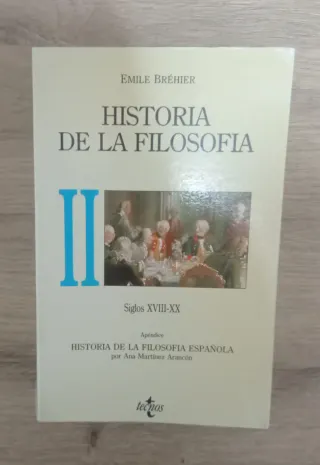 EMILE BRÉHIER
HISTORIA
DE LA FILOSOFIA
II
Siglos XVIII-XX
Apéndice
HISTORIA DE LA FILOSOFIA ESPAÑOLA
por Ana Martínez Arancón
tecnos